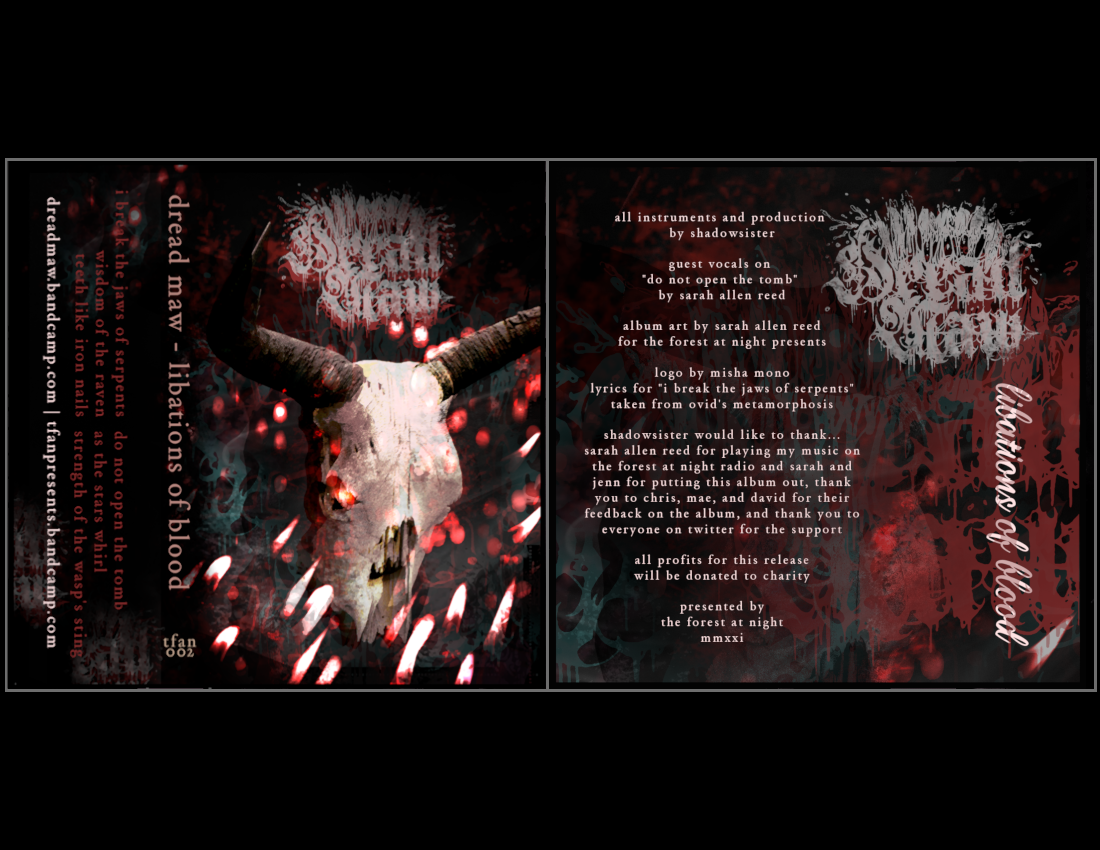 dreadmaw.bandcamp.com | tfanpresents.bandcamp.com
i break the jaws of serpents
wisdom of the raven
teeth like iron nails
do not open the tomb
as the stars whirl
strength of the wasp's sting
dread maw - libations of blood
tfan
002
Dread
Maw
all instruments and production
by shadowsister
guest vocals on
"do not open the tomb"
by sarah allen reed
album art by sarah allen reed
for the forest at night presents
logo by misha mono
lyrics for "i break the jaws of serpents"
taken from ovid's metamorphosis
shadowsister would like to thank...
sarah allen reed for playing my music on
the forest at night radio and sarah and
jenn for putting this album out, thank
you to chris, mae, and david for their
feedback on the album, and thank you to
everyone on twitter for the support
all profits for this release
will be donated to charity
presented by
the forest at night
mmxxi
Dread
Maw
libations of blood